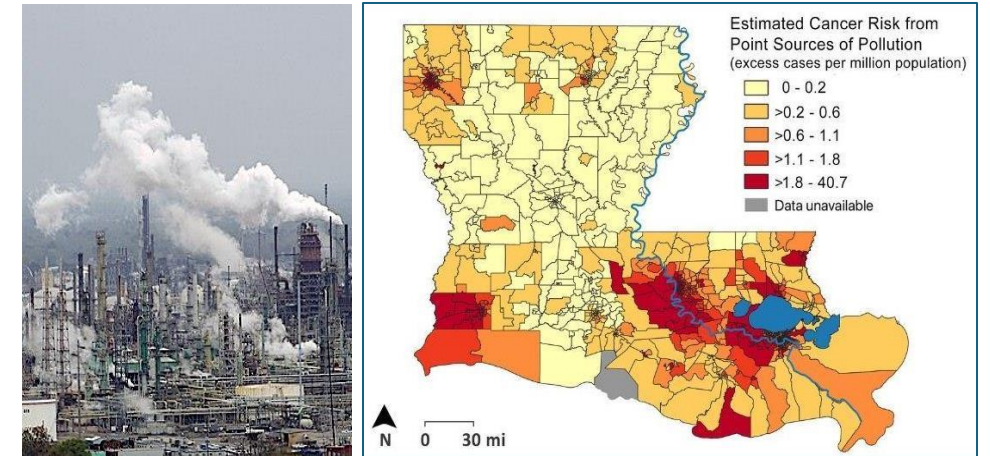 Estimated Cancer Risk from
Point Sources of Pollution
(excess cases per million population)
0 - 0.2
>0.2 - 0.6
>0.6 - 1.1
>1.1 - 1.8
>1.8 - 40.7
Data unavailable
N 0 30 mi